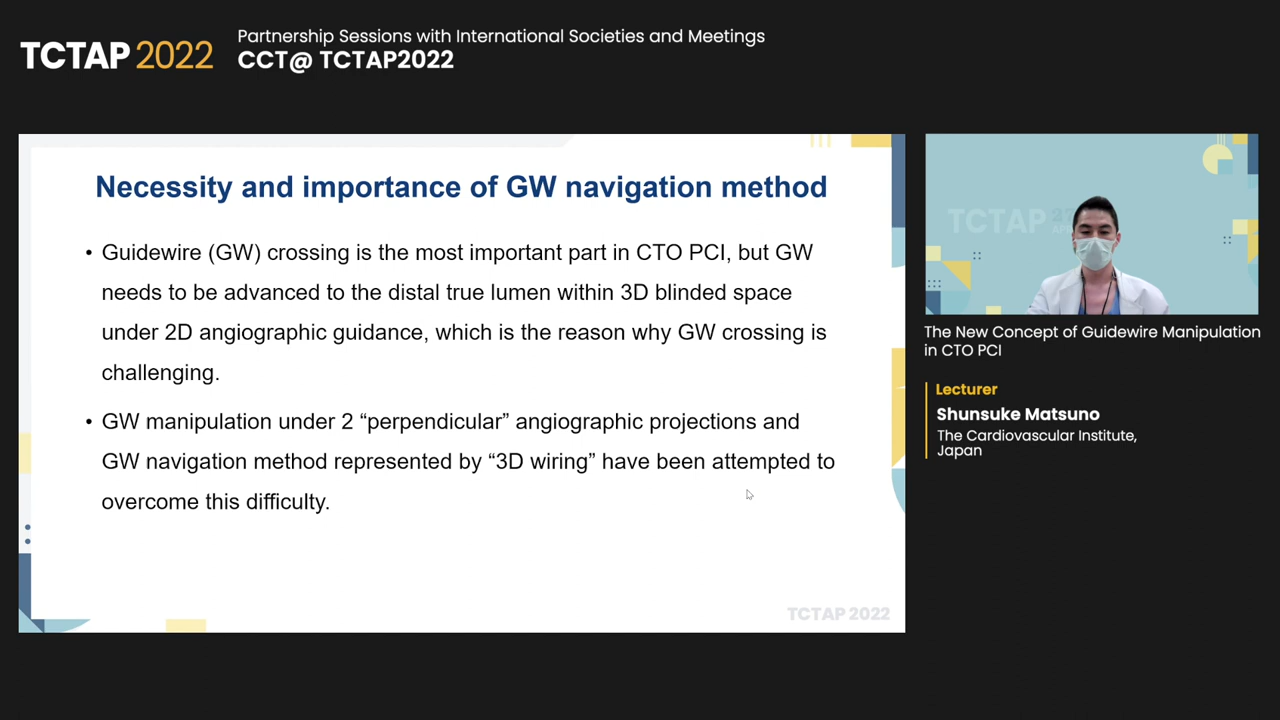 TCTAP 2022
Partnership Sessions with International Societies and Meetings
CCT@ TCTAP2022
Necessity and importance of GW navigation method
• Guidewire (GW) crossing is the most important part in CTO PCI, but GW
needs to be advanced to the distal true lumen within 3D blinded space
under 2D angiographic guidance, which is the reason why GW crossing is
challenging.
• GW manipulation under 2 “perpendicular” angiographic projections and
GW navigation method represented by “3D wiring” have been attempted to
overcome this difficulty.
TCTAP 2022
TCTAP
The New Concept of Guidewire Manipulation
in CTO PCI
Lecturer
Shunsuke Matsuno
The Cardiovascular Institute,
Japan